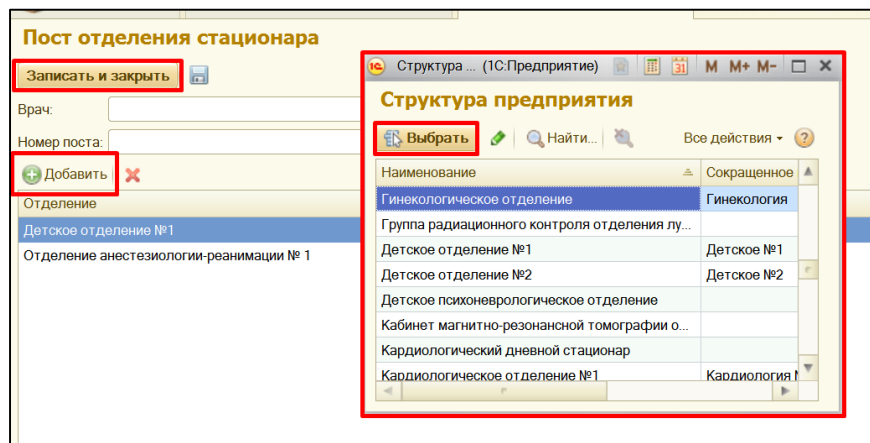 Пост отделения стационара
Записать и закрыть
Врач:
Номер поста:
Добавить
Отделение
Детское отделение №1
Отделение анестезиологии-реанимации № 1
1С Структура ... (1С:Предприятие) 31 M M+ M-
Структура предприятия
Выбрать Найти... Все действия ?
Наименование Сокращенное
Гинекологическое отделение Гинекология
Группа радиационного контроля отделения лу...
Детское отделение №1 Детское №1
Детское отделение №2 Детское №2
Детское психоневрологическое отделение
Кабинет магнитно-резонансной томографии о...
Кардиологический дневной стационар
Кардиологическое отделение №1 Кардиология